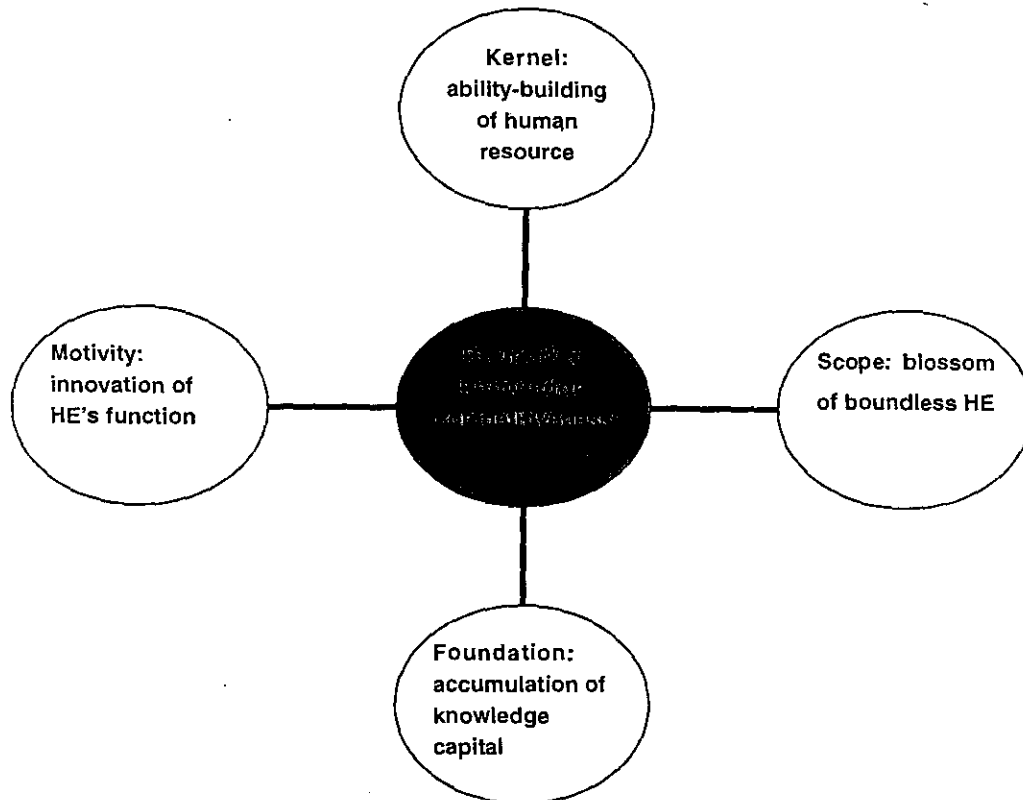 Kernel:
ability-building
of human
resource
Motivity:
innovation of
HE's function
Scope: blossom
of boundless HE
Foundation:
accumulation of
knowledge
capital